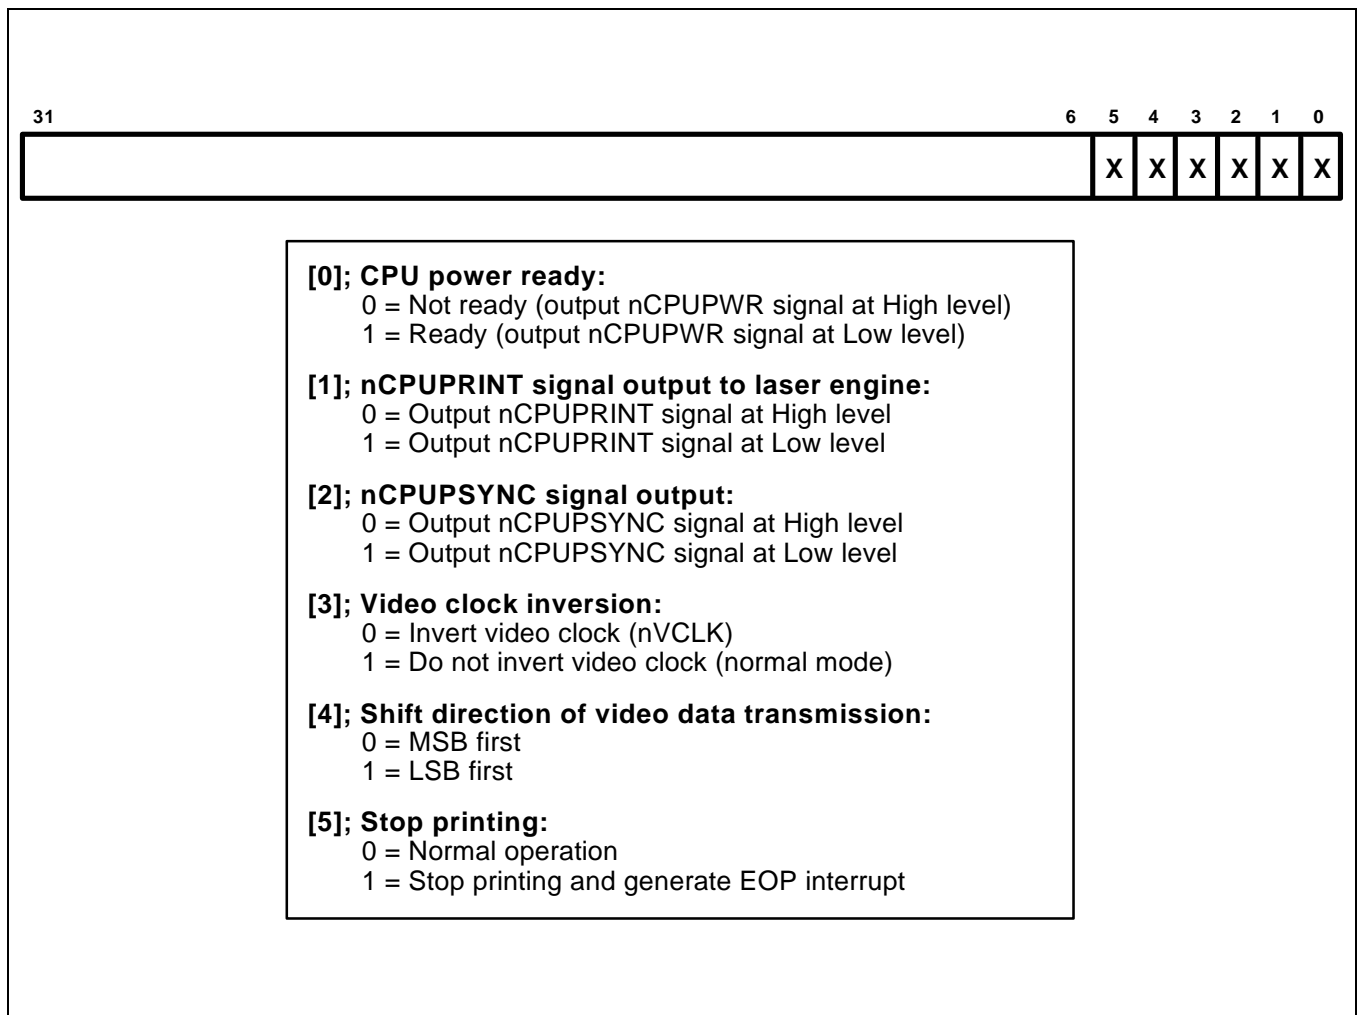 31 6 5 4 3 2 1 0
X X X X X X
[0]; CPU power ready:
0 = Not ready (output nCPUPWR signal at High level)
1 = Ready (output nCPUPWR signal at Low level)
[1]; nCPUPRINT signal output to laser engine:
0 = Output nCPUPRINT signal at High level
1 = Output nCPUPRINT signal at Low level
[2]; nCPUPSYNC signal output:
0 = Output nCPUPSYNC signal at High level
1 = Output nCPUPSYNC signal at Low level
[3]; Video clock inversion:
0 = Invert video clock (nVCLK)
1 = Do not invert video clock (normal mode)
[4]; Shift direction of video data transmission:
0 = MSB first
1 = LSB first
[5]; Stop printing:
0 = Normal operation
1 = Stop printing and generate EOP interrupt